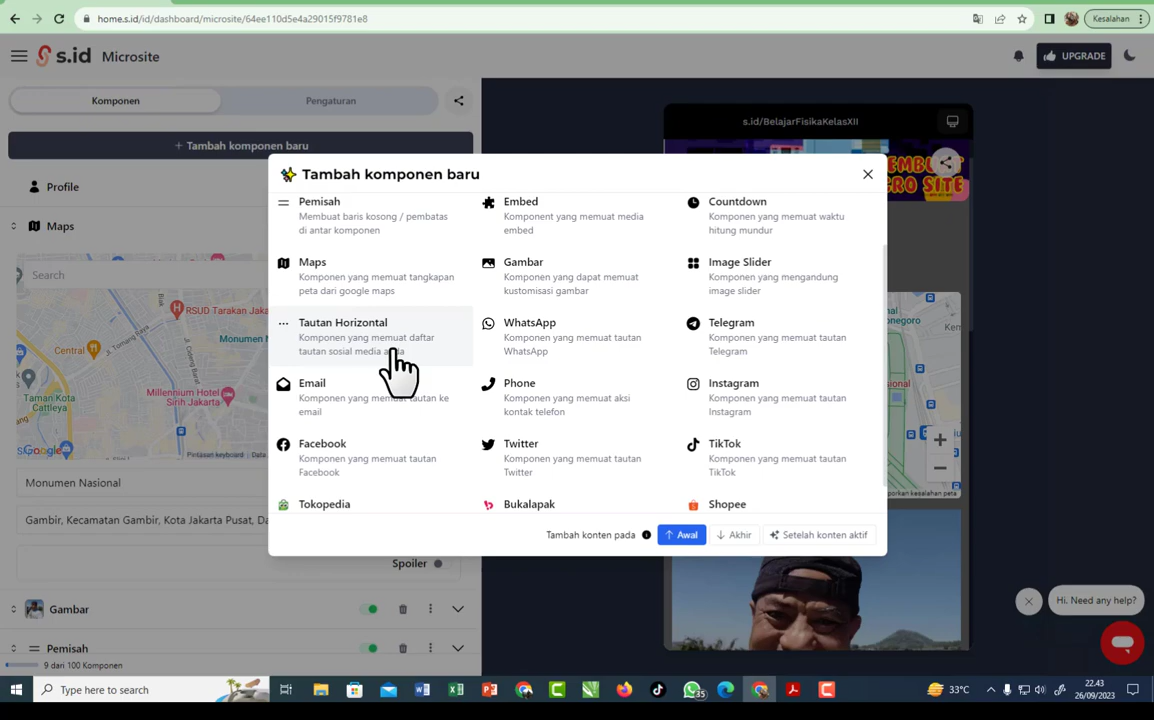 home.s.id/id/dashboard/microsite/64ee110d5e4a29015f9781e8
Kesalahan
s.id Microsite
UPGRADE
Komponen
Pengaturan
+ Tambah komponen baru
Profile
Maps
Search
RSUD Tarakan Jaka
Jl. Tomang Raya
Central
Taman Kota
Cattleya
Millennium Hotel
Sirih Jakarta
Google
Pintasan keyboard
Monumen Nasional
Gambir, Kecamatan Gambir, Kota Jakarta Pusat, Da
Spoiler
Gambar
Pemisah
9 dari 100 Komponen
s.id/BelajarFisikaKelasXII
Tambah komponen baru
Pemisah
Membuat baris kosong / pembatas
di antar komponen
Embed
Komponent yang memuat media
embed
Countdown
Komponen yang memuat waktu
hitung mundur
Maps
Komponen yang memuat tangkapan
peta dari google maps
Gambar
Komponen yang dapat memuat
kustomisasi gambar
Image Slider
Komponen yang mengandung
image slider
Tautan Horizontal
Komponen yang memuat daftar
tautan sosial media
WhatsApp
Komponen yang memuat tautan
WhatsApp
Telegram
Komponen yang memuat tautan
Telegram
Email
Komponen yang memuat tautan ke
email
Phone
Komponen yang memuat aksi
kontak telefon
Instagram
Komponen yang memuat tautan
Instagram
Facebook
Komponen yang memuat tautan
Facebook
Twitter
Komponen yang memuat tautan
Twitter
TikTok
Komponen yang memuat tautan
TikTok
Tokopedia
Bukalapak
Shopee
Tambah konten pada
Awal
Akhir
Setelah konten aktif
Hi. Need any help?
Type here to search
35
33°C
22.43
26/09/2023